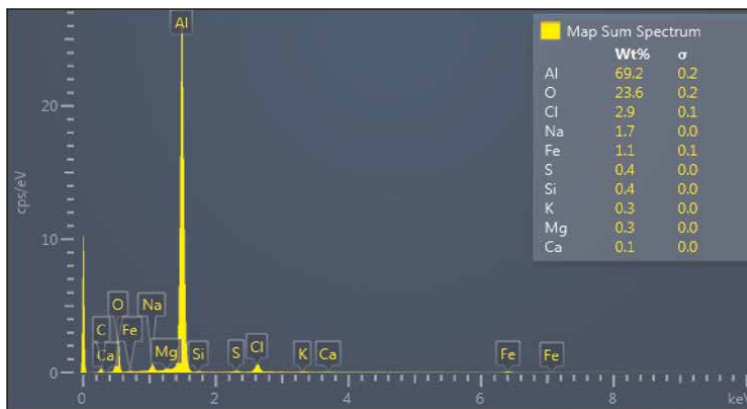 Map Sum Spectrum
Wt% σ
Al 69.2 0.2
O 23.6 0.2
Cl 2.9 0.1
Na 1.7 0.0
Fe 1.1 0.1
S 0.4 0.0
Si 0.4 0.0
K 0.3 0.0
Mg 0.3 0.0
Ca 0.1 0.0
Al
20
cps/eV
10
O Na
C Fe
Ca Mg Si S Cl K Ca Fe Fe
0
0 2 4 6 8 keV